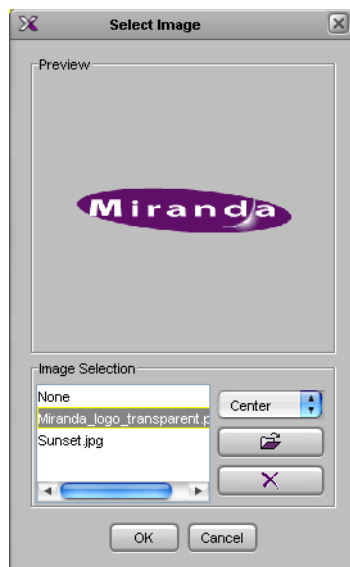 Select Image
Preview
Miranda
Image Selection
None
Miranda_logo_transparent.p
Sunset.jpg
Center
OK
Cancel